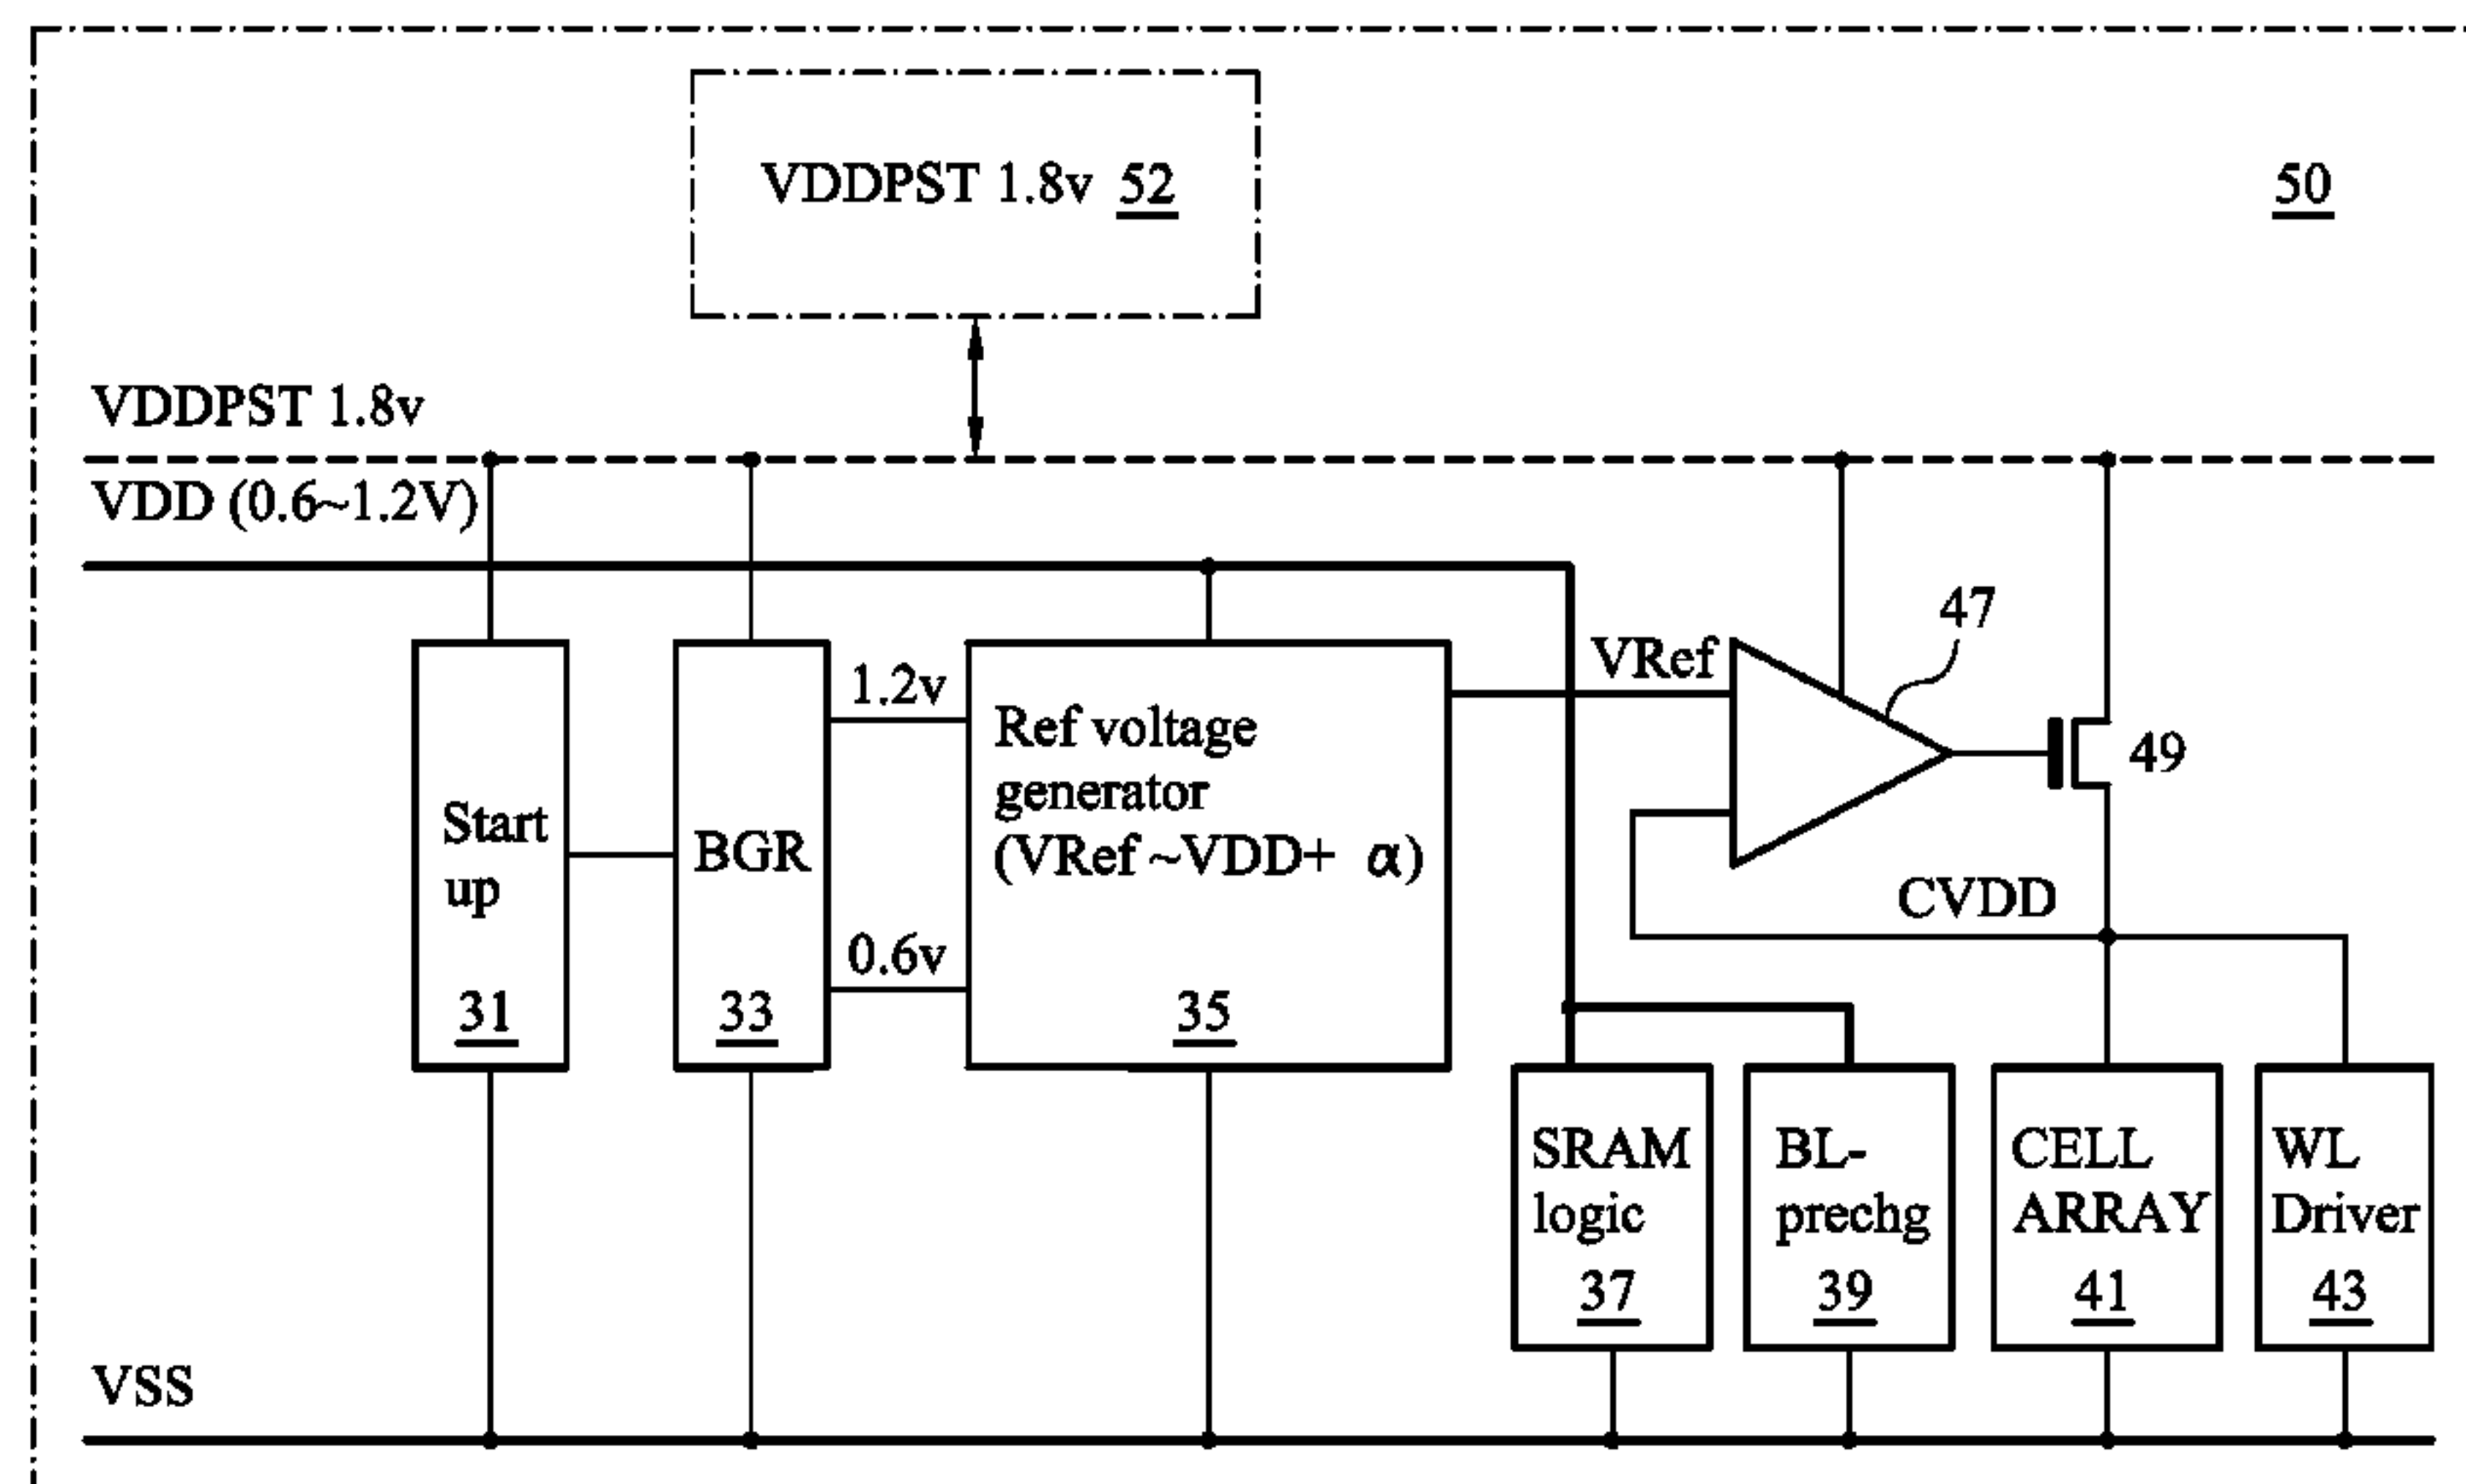 VDDPST 1.8v 52
50
VDDPST 1.8v
VDD (0.6~1.2V)
47
VRef
1.2v
Ref voltage
generator
(VRef ~VDD+ α)
49
Start
up
BGR
CVDD
0.6v
31
33
35
SRAM
logic
37
BL-
prechg
39
CELL
ARRAY
41
WL
Driver
43
VSS